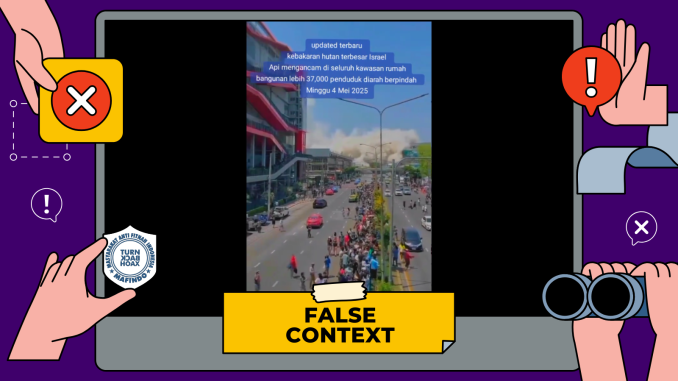 updated terbaru
kebakaran hutan terbesar Israel
Api mengancam di seluruh kawasan rumah
bangunan lebih 37,000 penduduk diarah berpindah
Minggu 4 Mei 2025
MASYARAKAT ANTI FITNAH INDONESIA
TURN
BACK
HOAX
MAFINDO
FALSE
CONTEXT